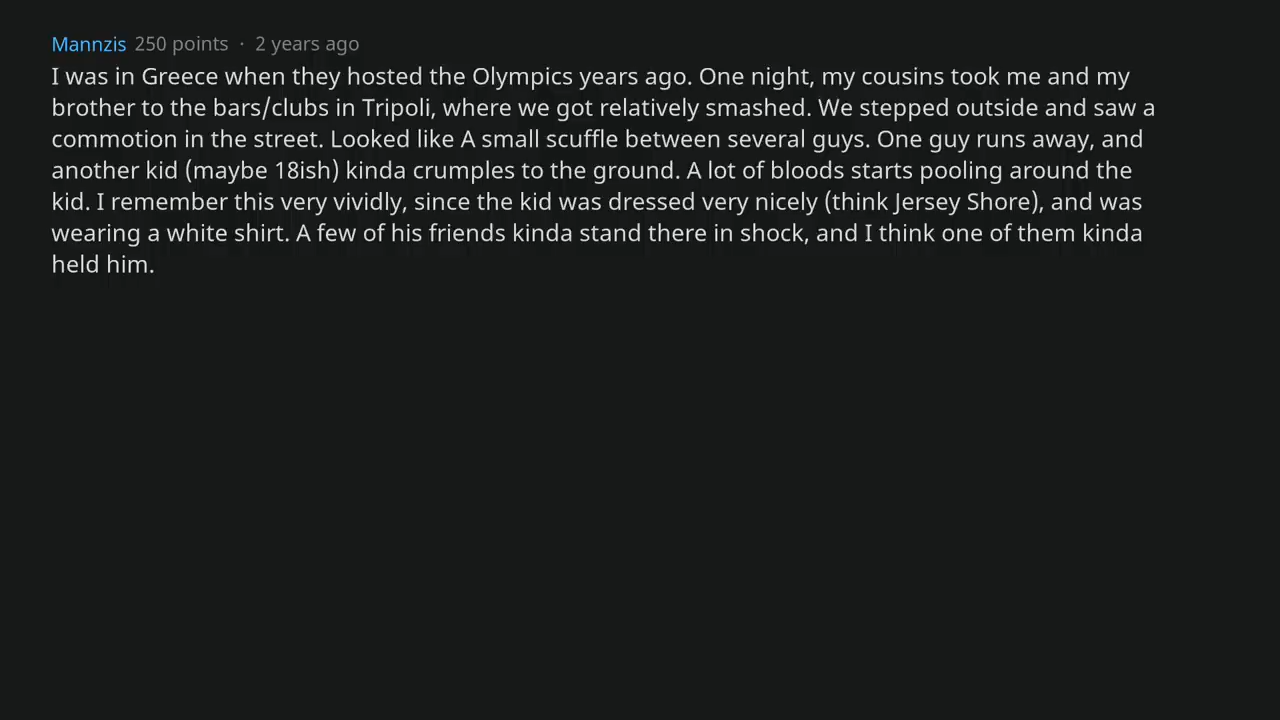 Mannzis 250 points · 2 years ago
I was in Greece when they hosted the Olympics years ago. One night, my cousins took me and my
brother to the bars/clubs in Tripoli, where we got relatively smashed. We stepped outside and saw a
commotion in the street. Looked like A small scuffle between several guys. One guy runs away, and
another kid (maybe 18ish) kinda crumples to the ground. A lot of bloods starts pooling around the
kid. I remember this very vividly, since the kid was dressed very nicely (think Jersey Shore), and was
wearing a white shirt. A few of his friends kinda stand there in shock, and I think one of them kinda
held him.